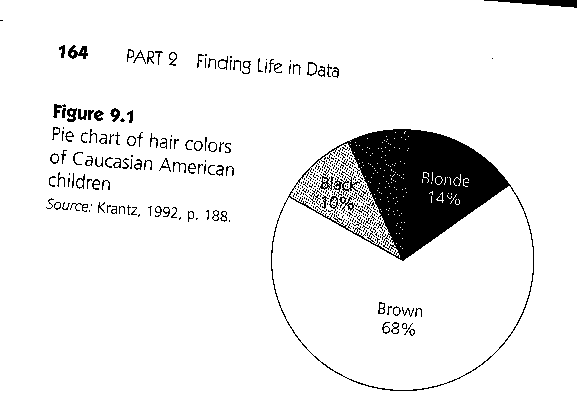 164 PART 2 Finding Life in Data
Figure 9.1
Pie chart of hair colors
of Caucasian American
children
Source: Krantz, 1992, p. 188.
Black
10%
Blonde
14%
Brown
68%